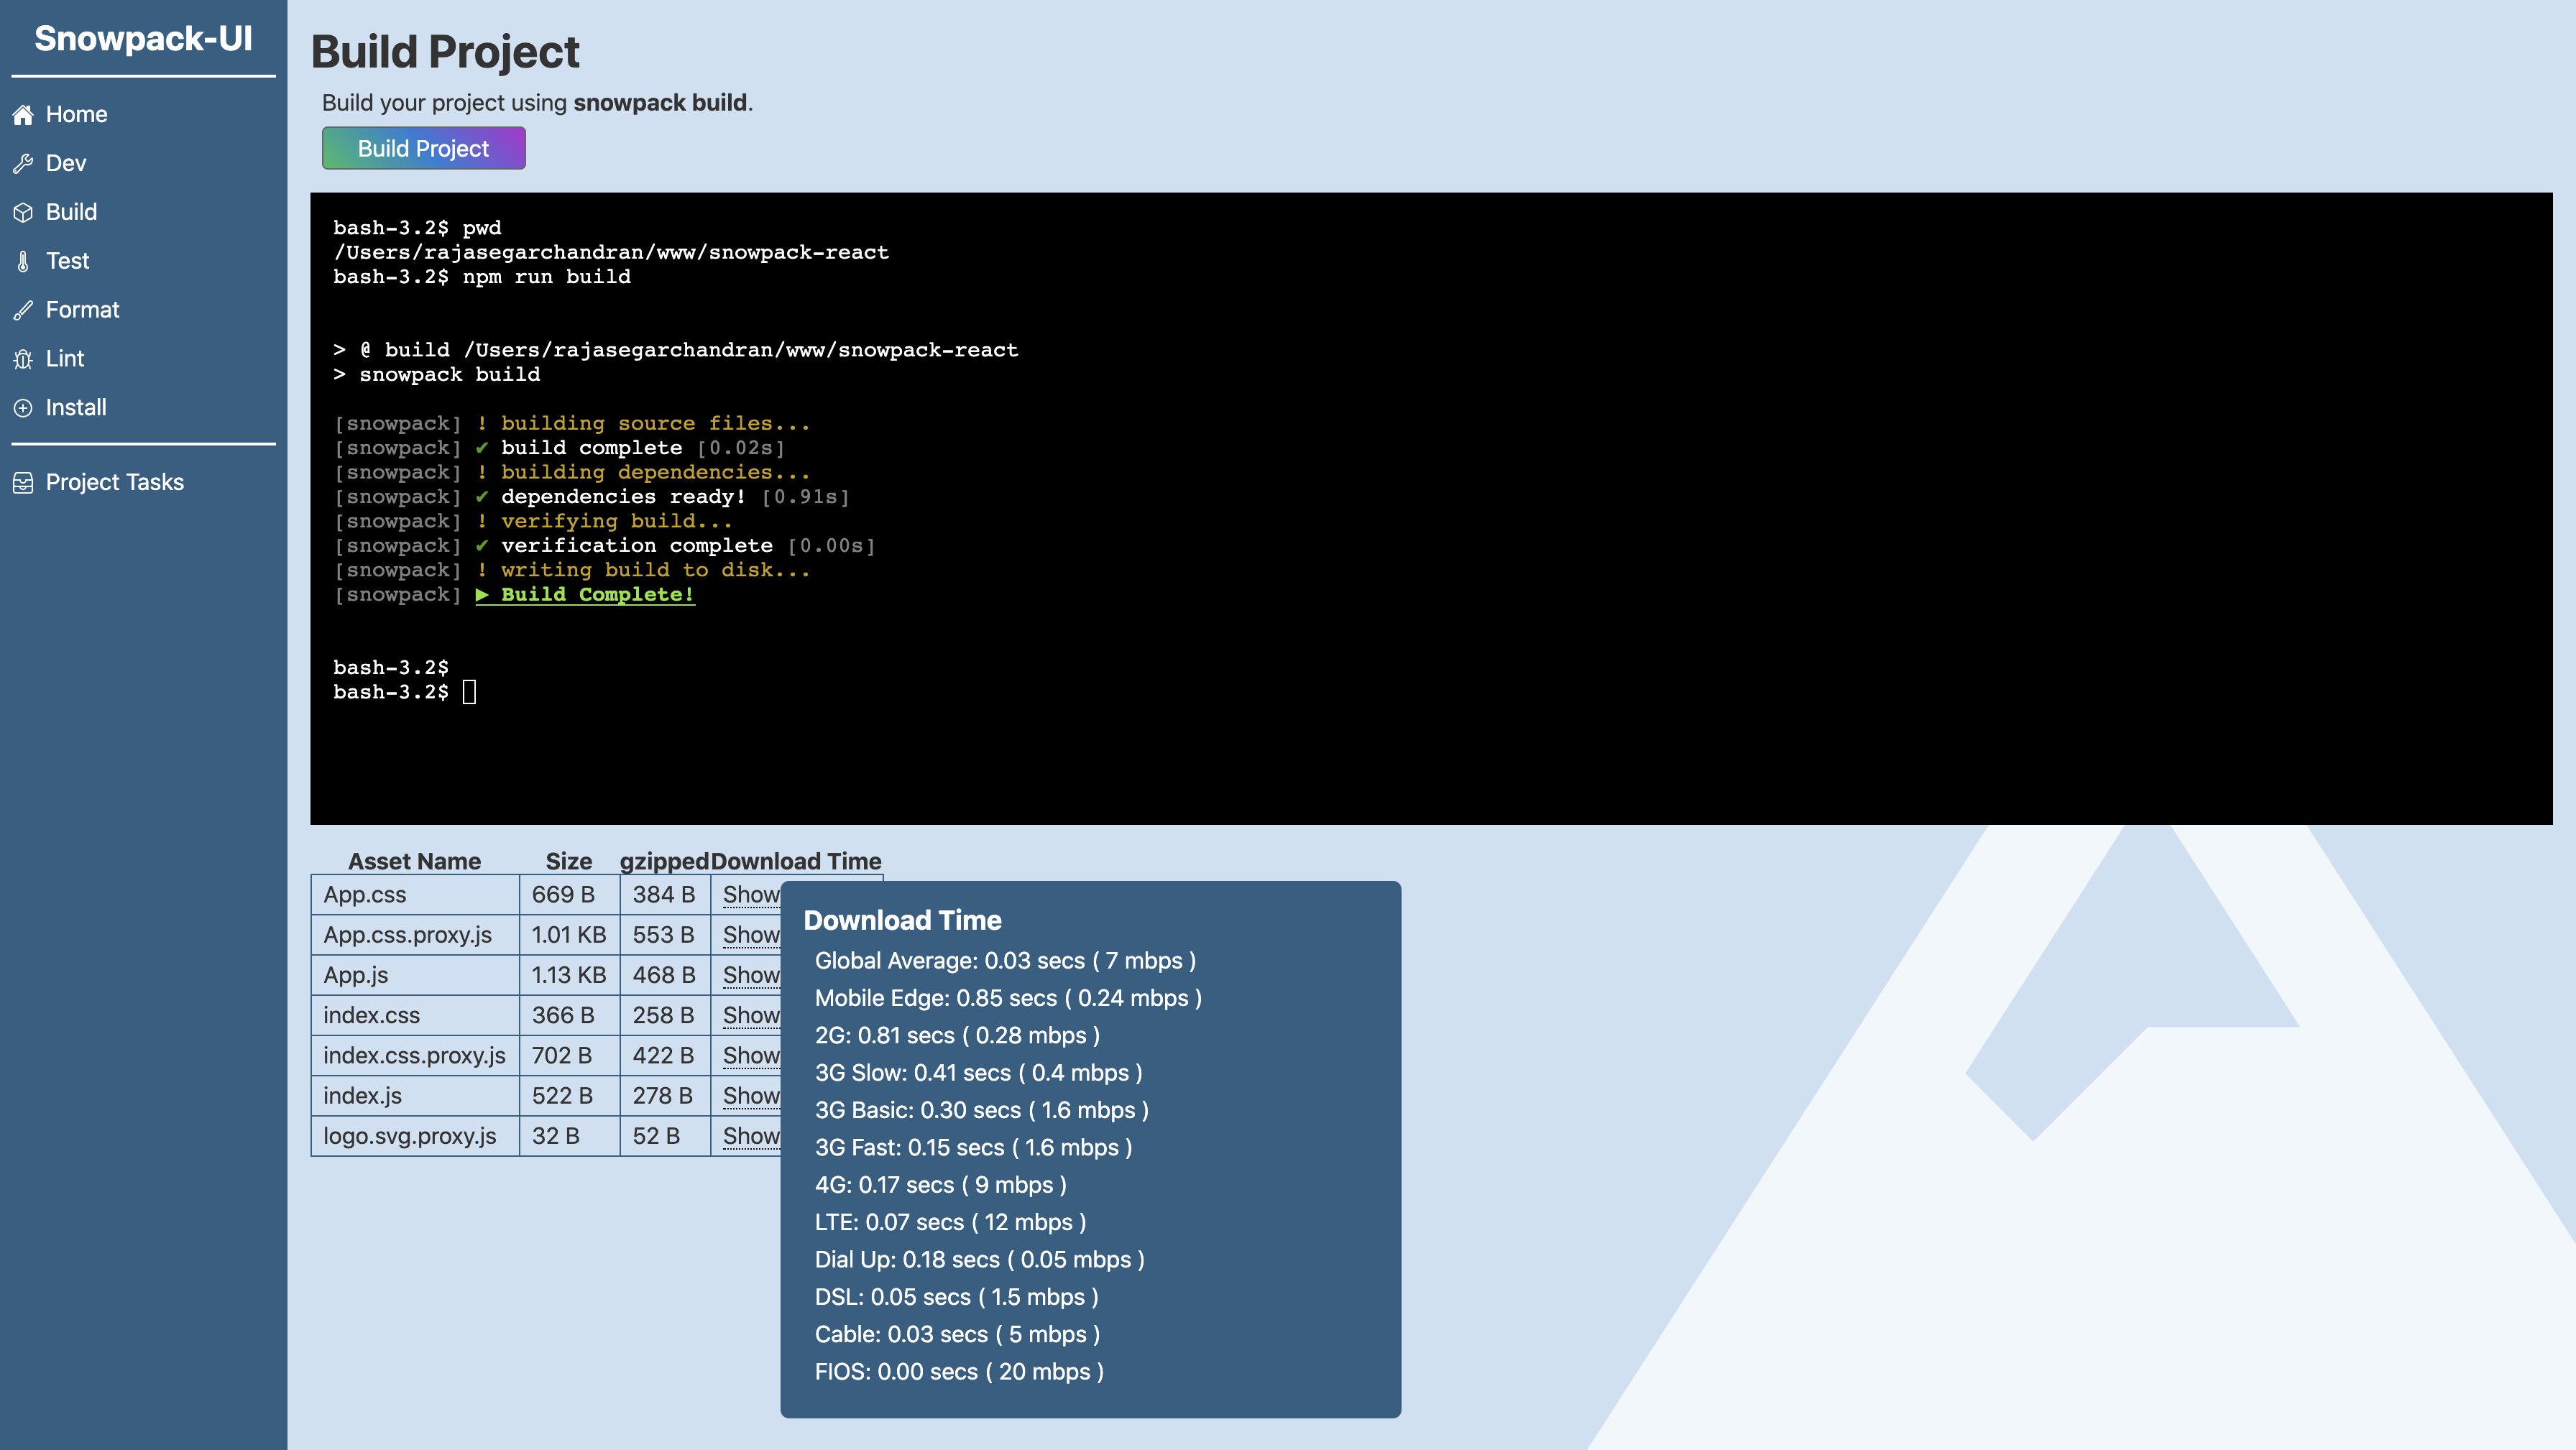 Snowpack-UI
Home
Dev
Build
Test
Format
Lint
Install
Project Tasks
Build Project
Build your project using snowpack build.
Build Project
bash-3.2$ pwd
/Users/rajasegarchandran/www/snowpack-react
bash-3.2$ npm run build
> @ build /Users/rajasegarchandran/www/snowpack-react
> snowpack build
[snowpack] ! building source files...
[snowpack] ✔ build complete [0.02s]
[snowpack] ! building dependencies...
[snowpack] ✔ dependencies ready! [0.91s]
[snowpack] ! verifying build...
[snowpack] ✔ verification complete [0.00s]
[snowpack] ! writing build to disk...
[snowpack] ▶ Build Complete!
bash-3.2$
bash-3.2$
Asset Name Size gzipped Download Time
App.css 669 B 384 B Show
App.css.proxy.js 1.01 KB 553 B Show
App.js 1.13 KB 468 B Show
index.css 366 B 258 B Show
index.css.proxy.js 702 B 422 B Show
index.js 522 B 278 B Show
logo.svg.proxy.js 32 B 52 B Show
Download Time
Global Average: 0.03 secs ( 7 mbps )
Mobile Edge: 0.85 secs ( 0.24 mbps )
2G: 0.81 secs ( 0.28 mbps )
3G Slow: 0.41 secs ( 0.4 mbps )
3G Basic: 0.30 secs ( 1.6 mbps )
3G Fast: 0.15 secs ( 1.6 mbps )
4G: 0.17 secs ( 9 mbps )
LTE: 0.07 secs ( 12 mbps )
Dial Up: 0.18 secs ( 0.05 mbps )
DSL: 0.05 secs ( 1.5 mbps )
Cable: 0.03 secs ( 5 mbps )
FIOS: 0.00 secs ( 20 mbps )